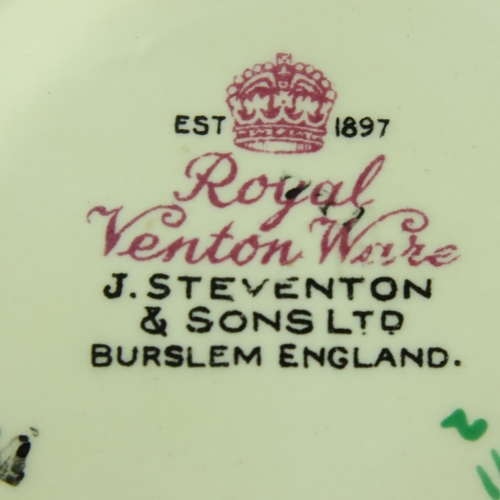 EST 1897
Royal
Venton Ware
J. STEVENTON
& SONS LTD
BURSLEM ENGLAND.